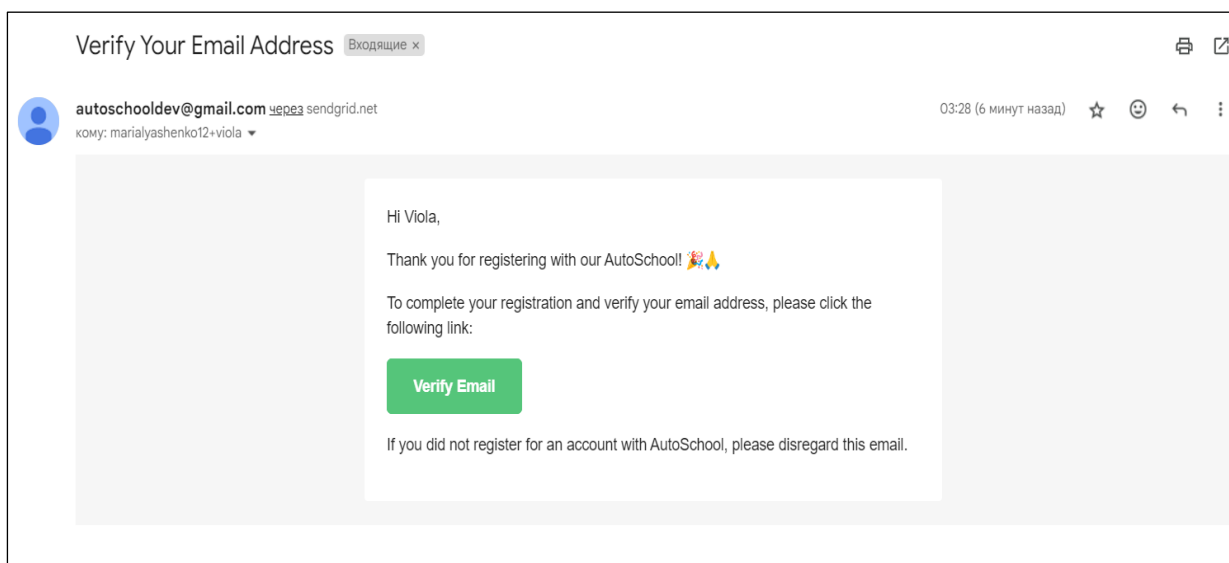 Verify Your Email Address Входящие ×
autoschooldev@gmail.com через sendgrid.net 03:28 (6 минут назад)
кому: marialyashenko12+viola
Hi Viola,
Thank you for registering with our AutoSchool! 🎉🙏
To complete your registration and verify your email address, please click the
following link:
Verify Email
If you did not register for an account with AutoSchool, please disregard this email.